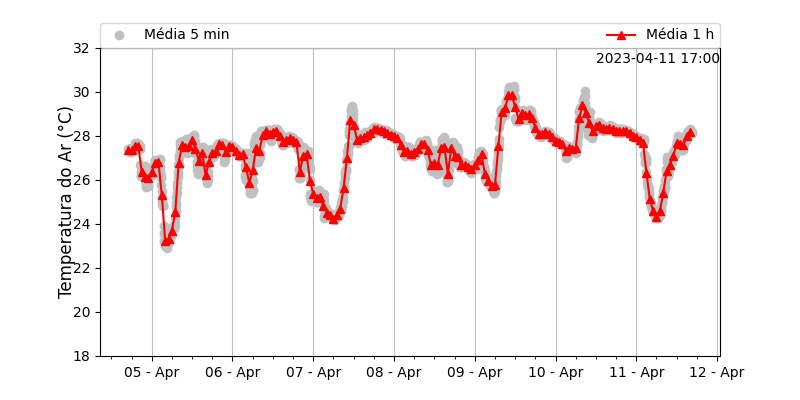 Média 5 min
Média 1 h
2023-04-11 17:00
Temperatura do Ar (°C)
32
30
28
26
24
22
20
18
05 - Apr
06 - Apr
07 - Apr
08 - Apr
09 - Apr
10 - Apr
11 - Apr
12 - Apr